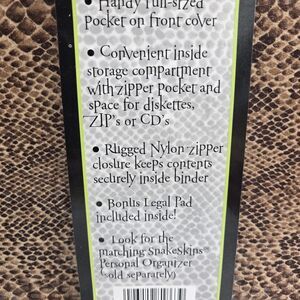 • Handy full-sized
pocket on front cover
• Convenient inside
storage compartment
with zipper pocket and
space for diskettes,
ZIP's or CD's
• Rugged Nylon zipper
closure keeps contents
securely inside binder
• Bonus Legal Pad
included inside!
• Look for the
matching SnakeSkins®
Personal Organizer
(sold separately)